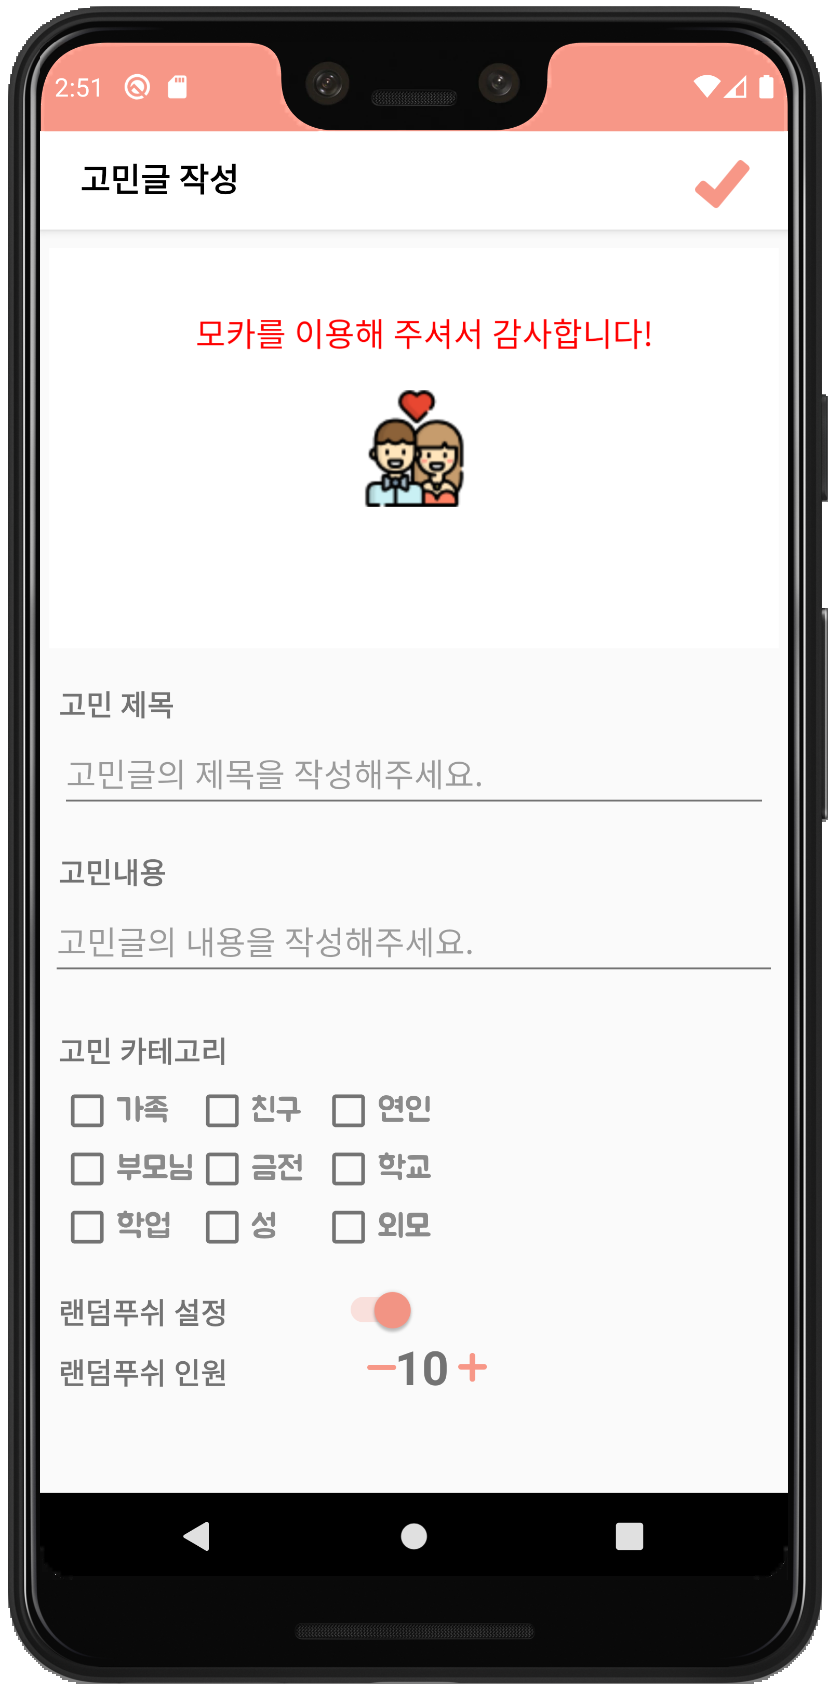 2:51
고민글 작성
모카를 이용해 주셔서 감사합니다!
고민 제목
고민글의 제목을 작성해주세요.
고민내용
고민글의 내용을 작성해주세요.
고민 카테고리
가족 친구 연인
부모님 금전 학교
학업 성 외모
랜덤푸쉬 설정
랜덤푸쉬 인원 −10+